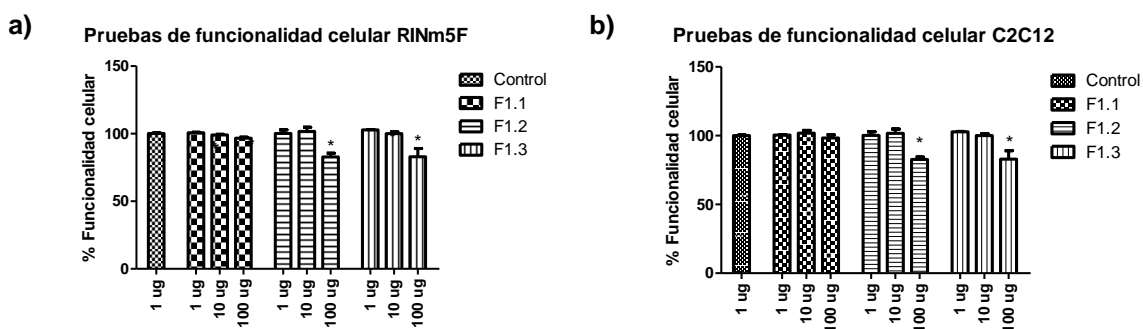 a)
Pruebas de funcionalidad celular RINm5F
% Funcionalidad celular
150
100
50
0
*
*
1 ug
1 ug
10 ug
100 ug
1 ug
10 ug
100 ug
1 ug
10 ug
100 ug
Control
F1.1
F1.2
F1.3
b)
Pruebas de funcionalidad celular C2C12
% Funcionalidad celular
150
100
50
0
*
*
1 ug
1 ug
10 ug
100 ug
1 ug
10 ug
100 ug
1 ug
10 ug
100 ug
Control
F1.1
F1.2
F1.3